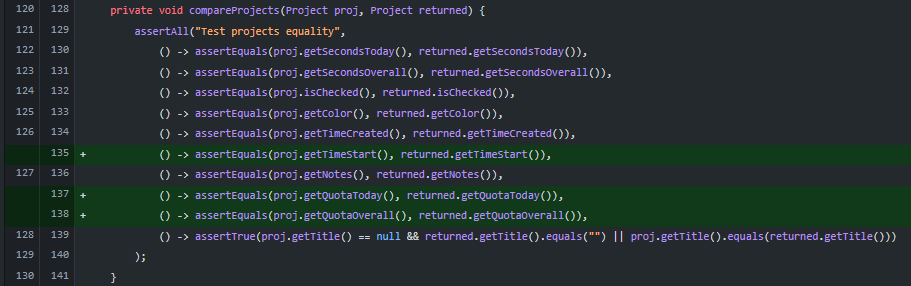 120 128 private void compareProjects(Project proj, Project returned) {
121 129 assertAll("Test projects equality",
122 130 () -> assertEquals(proj.getSecondsToday(), returned.getSecondsToday()),
123 131 () -> assertEquals(proj.getSecondsOverall(), returned.getSecondsOverall()),
124 132 () -> assertEquals(proj.isChecked(), returned.isChecked()),
125 133 () -> assertEquals(proj.getColor(), returned.getColor()),
126 134 () -> assertEquals(proj.getTimeCreated(), returned.getTimeCreated()),
135 + () -> assertEquals(proj.getTimeStart(), returned.getTimeStart()),
127 136 () -> assertEquals(proj.getNotes(), returned.getNotes()),
137 + () -> assertEquals(proj.getQuotaToday(), returned.getQuotaToday()),
138 + () -> assertEquals(proj.getQuotaOverall(), returned.getQuotaOverall()),
128 139 () -> assertTrue(proj.getTitle() == null && returned.getTitle().equals("") || proj.getTitle().equals(returned.getTitle()))
129 140 );
130 141 }